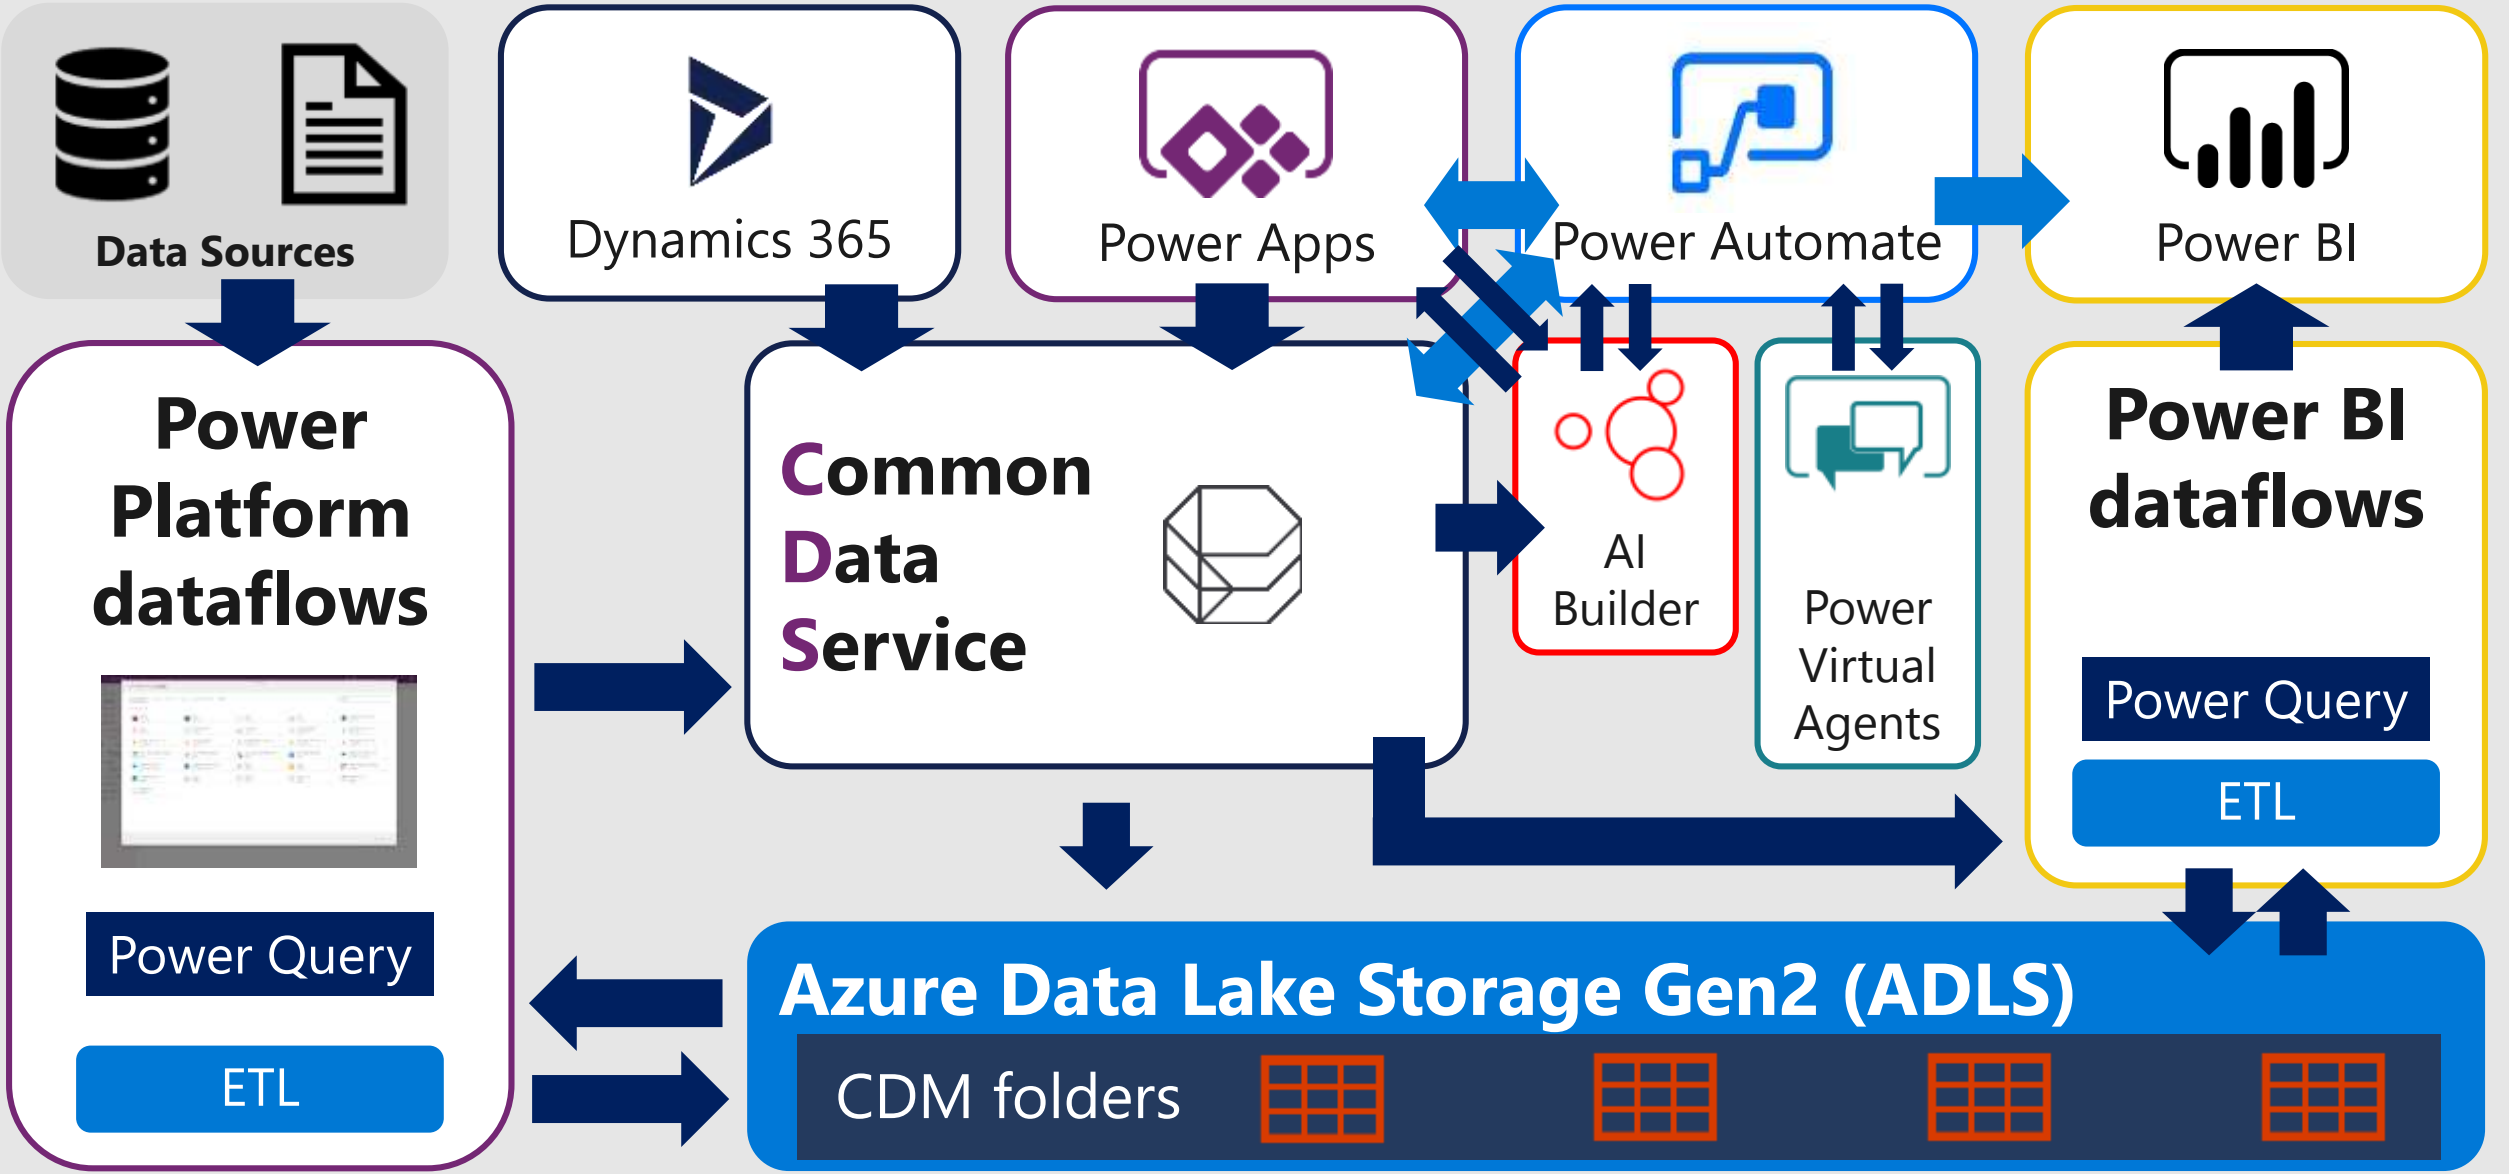 Data Sources
Dynamics 365
Power Apps
Power Automate
Power BI
Power
Platform
dataflows
Power Query
ETL
Common
Data
Service
AI
Builder
Power
Virtual
Agents
Power BI
dataflows
Power Query
ETL
Azure Data Lake Storage Gen2 (ADLS)
CDM folders